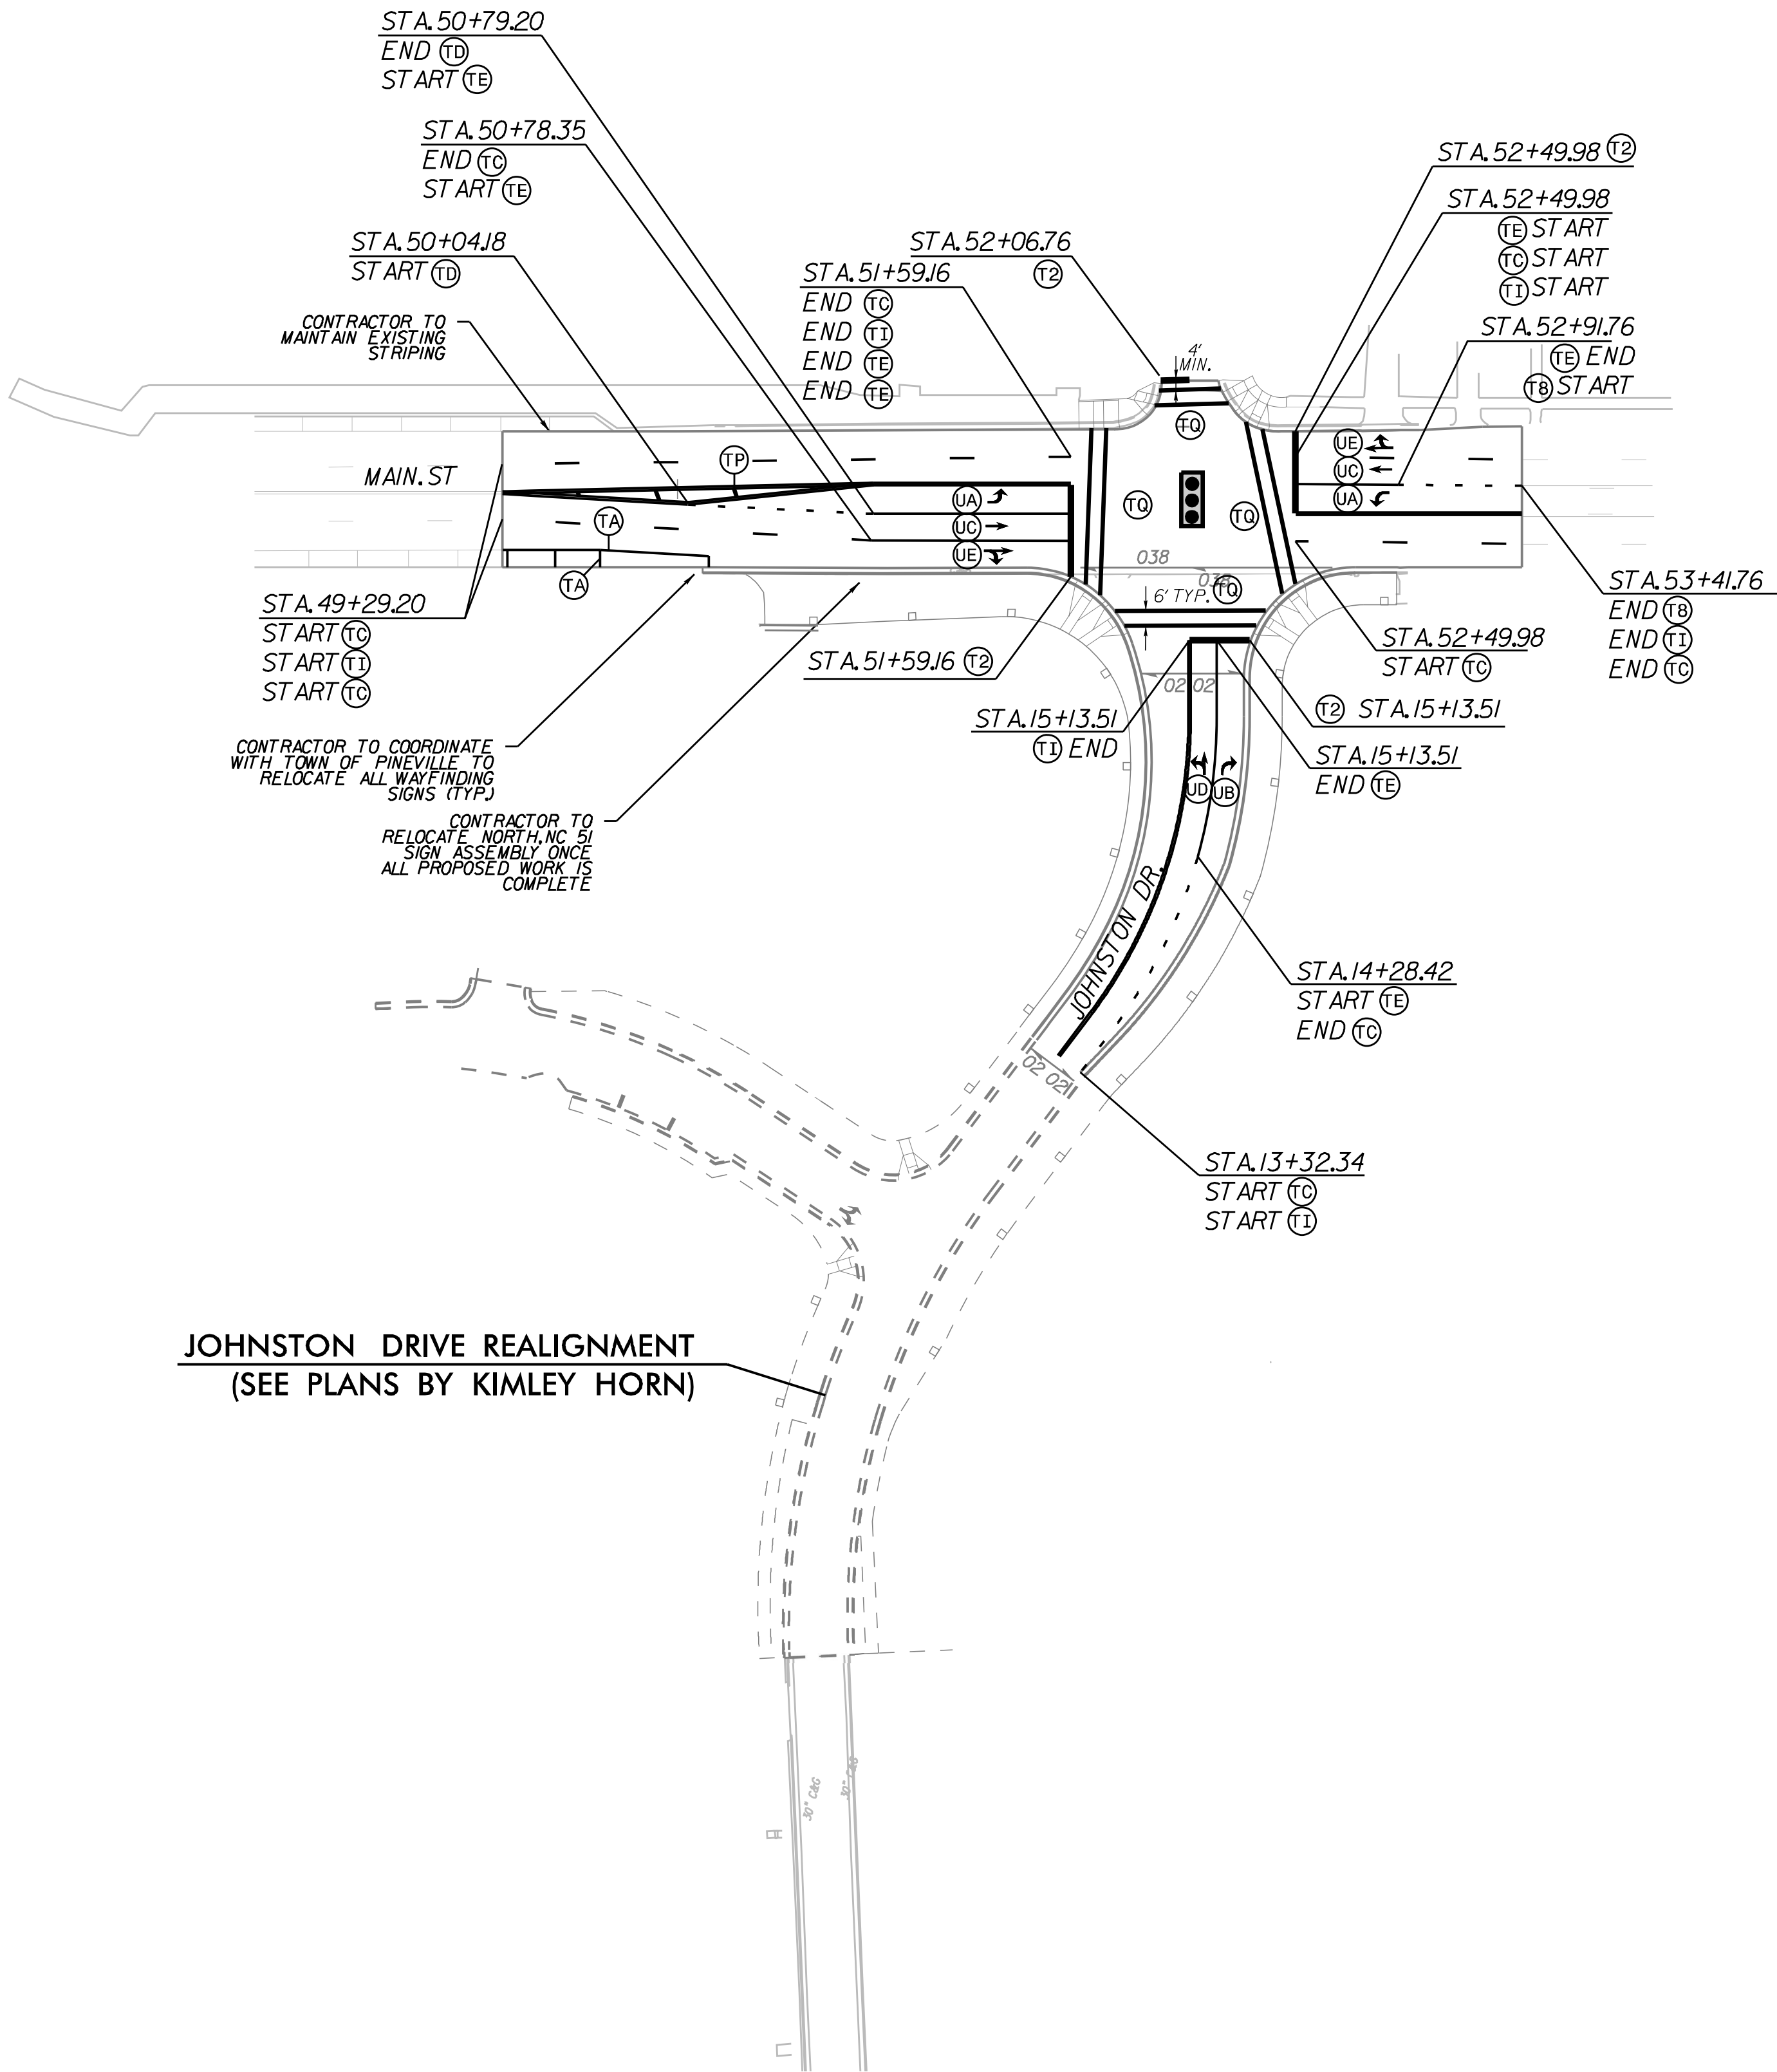 STA.50+79.20
END TD
START TE
STA.50+78.35
END TC
START TE
STA.50+04.18
START TD
CONTRACTOR TO
MAINTAIN EXISTING
STRIPING
STA.52+06.76
T2
STA.51+59.16
END TC
END TI
END TE
END TE
4'
MIN.
STA.52+49.98 T2
STA.52+49.98
TE START
TC START
TI START
STA.52+91.76
TE END
T8 START
MAIN.ST
TP
TA
TA
UA
UC
UE
TQ
TQ
TQ
TQ
UE
UC
UA
038
038
6' TYP.
STA.49+29.20
START TC
START TI
START TC
STA.51+59.16 T2
STA.53+41.76
END T8
END TI
END TC
STA.52+49.98
START TC
02 02
STA.15+13.51
TI END
T2 STA.15+13.51
STA.15+13.51
END TE
UD
UB
CONTRACTOR TO COORDINATE
WITH TOWN OF PINEVILLE TO
RELOCATE ALL WAYFINDING
SIGNS (TYP.)
CONTRACTOR TO
RELOCATE NORTH,NC 51
SIGN ASSEMBLY ONCE
ALL PROPOSED WORK IS
COMPLETE
JOHNSTON DR.
STA.14+28.42
START TE
END TC
02 02
STA.13+32.34
START TC
START TI
JOHNSTON DRIVE REALIGNMENT
(SEE PLANS BY KIMLEY HORN)
30" C&G
30" C&G